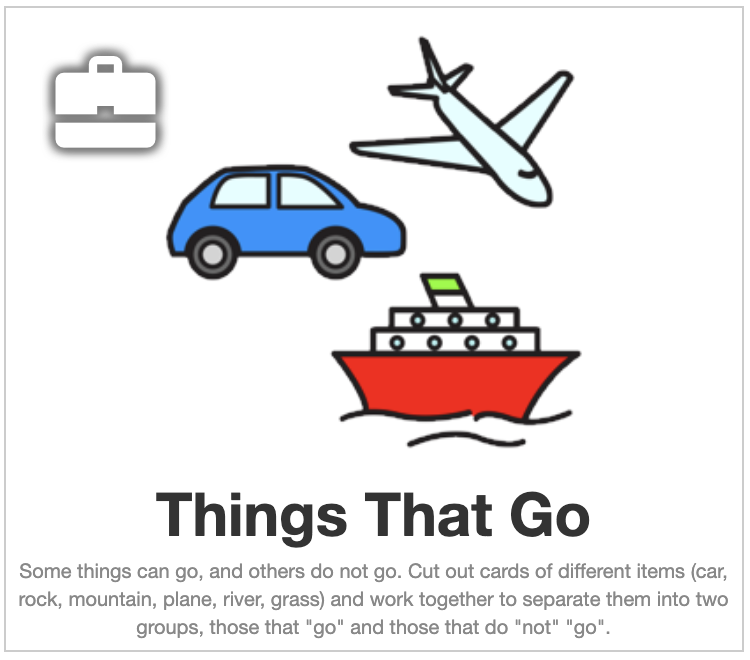 Things That Go
Some things can go, and others do not go. Cut out cards of different items (car,
rock, mountain, plane, river, grass) and work together to separate them into two
groups, those that "go" and those that do "not" "go".